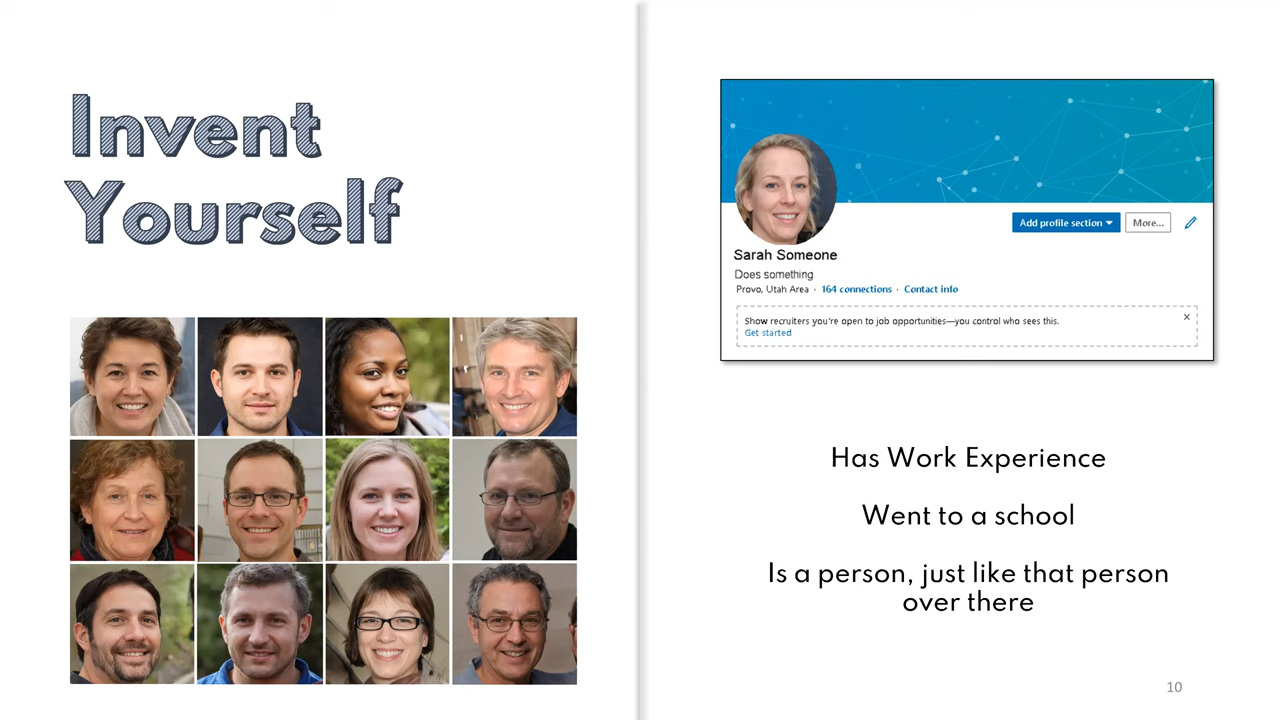 Invent
Yourself
Add profile section
More...
Sarah Someone
Does something
Provo, Utah Area · 164 connections · Contact info
Show recruiters you're open to job opportunities—you control who sees this.
Get started
Has Work Experience
Went to a school
Is a person, just like that person
over there
10